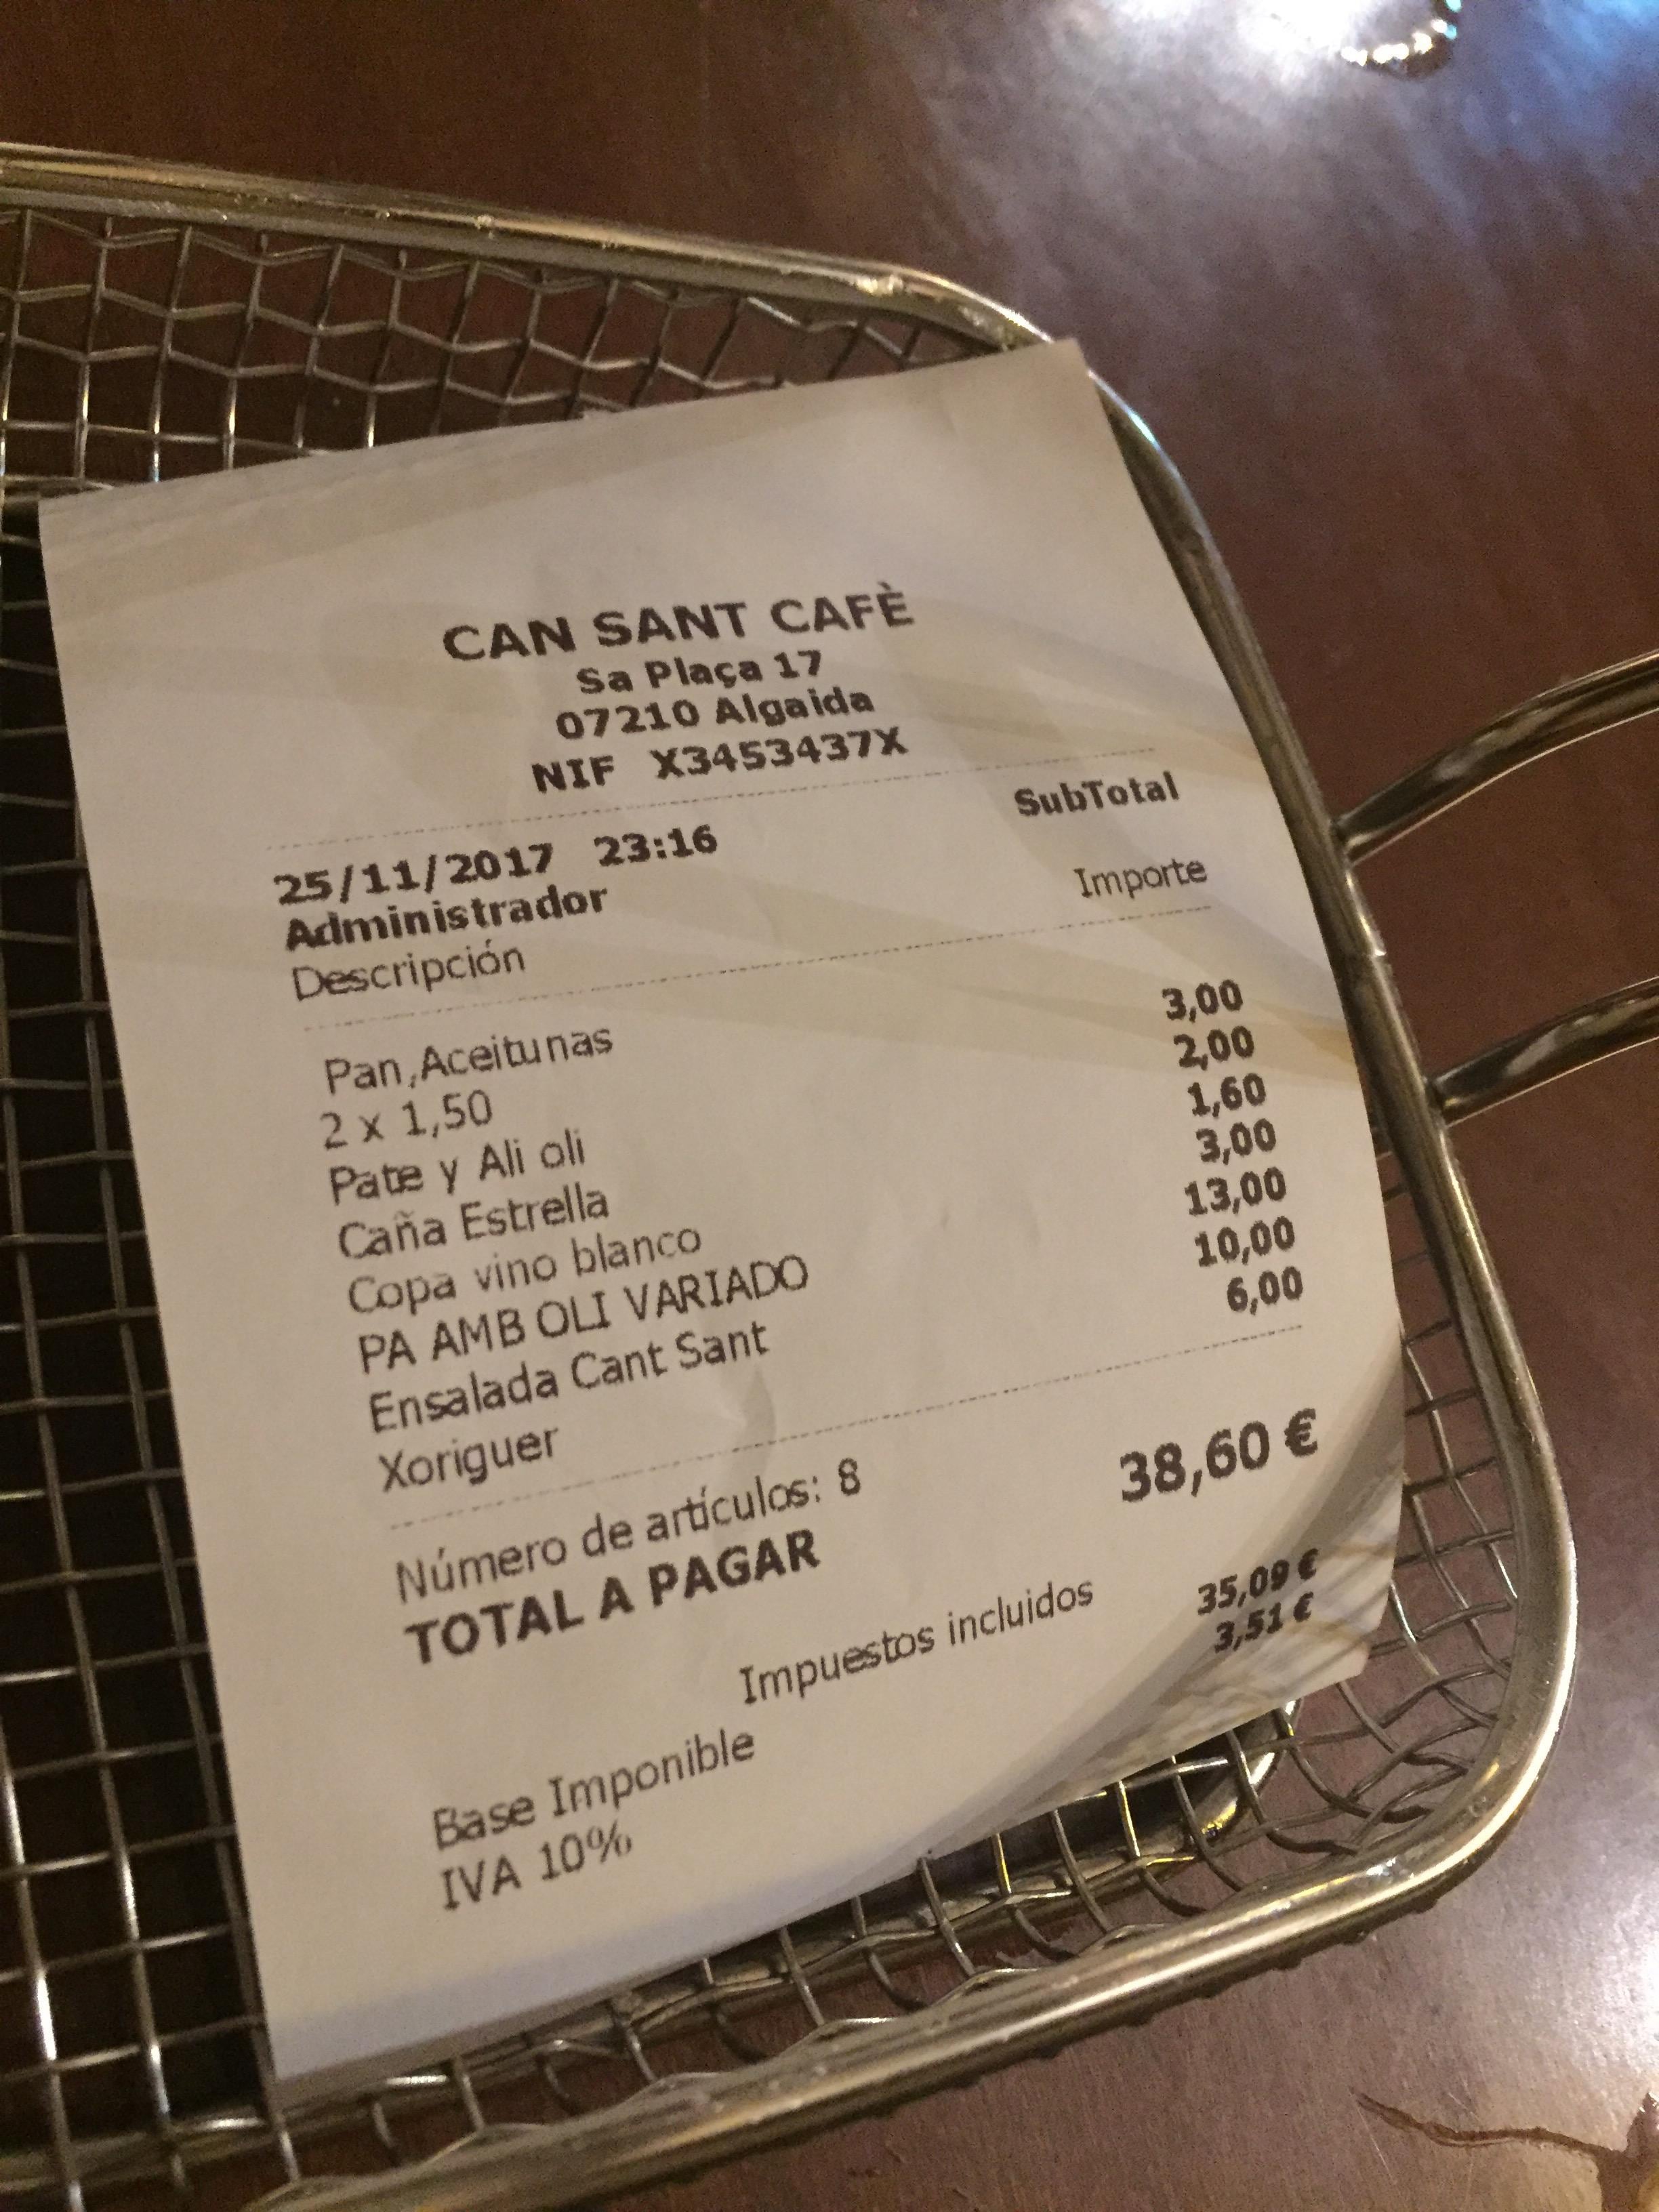 CAN SANT CAFÈ
Sa Plaça 17
07210 Algaida
NIF X3453437X
25/11/2017 23:16 SubTotal
Administrador
Descripción Importe
Pan,Aceitunas
2 x 1,50 3,00
Pate y Ali oli 2,00
Caña Estrella 1,60
Copa vino blanco 3,00
PA AMB OLI VARIADO 13,00
Ensalada Cant Sant 10,00
Xoriguer 6,00
Número de artículos: 8
TOTAL A PAGAR 38,60 €
Impuestos incluidos
Base Imponible 35,09 €
IVA 10% 3,51 €